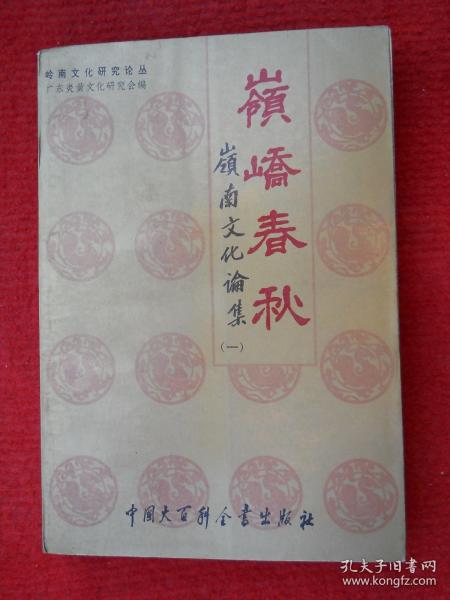 岭南文化研究论丛
广东炎黄文化研究会编
嶺嶠春秋
嶺南文化論集
(一)
中国大百科全书出版社
孔夫子旧书网
www.kongfz.com